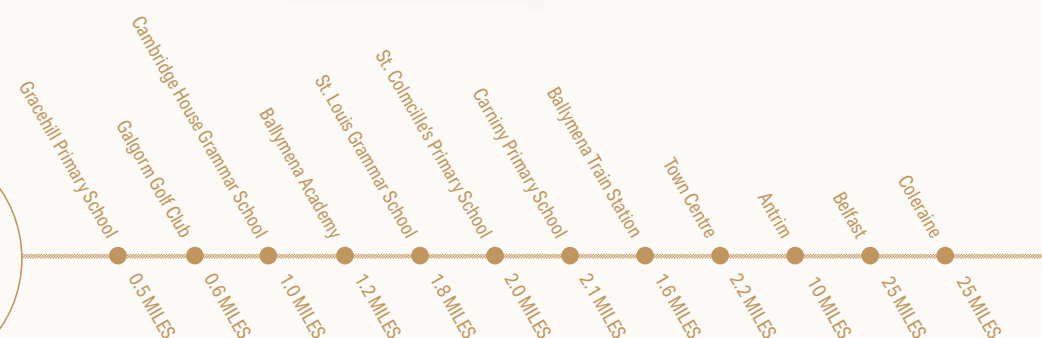 Gracehill Primary School
Galgorm Golf Club
Cambridge House Grammar School
Ballymena Academy
St. Louis Grammar School
St. Colmcille's Primary School
Carniny Primary School
Ballymena Train Station
Town Centre
Antrim
Belfast
Coleraine
0.5 MILES
0.6 MILES
1.0 MILES
1.2 MILES
1.8 MILES
2.0 MILES
2.1 MILES
1.6 MILES
2.2 MILES
10 MILES
25 MILES
25 MILES